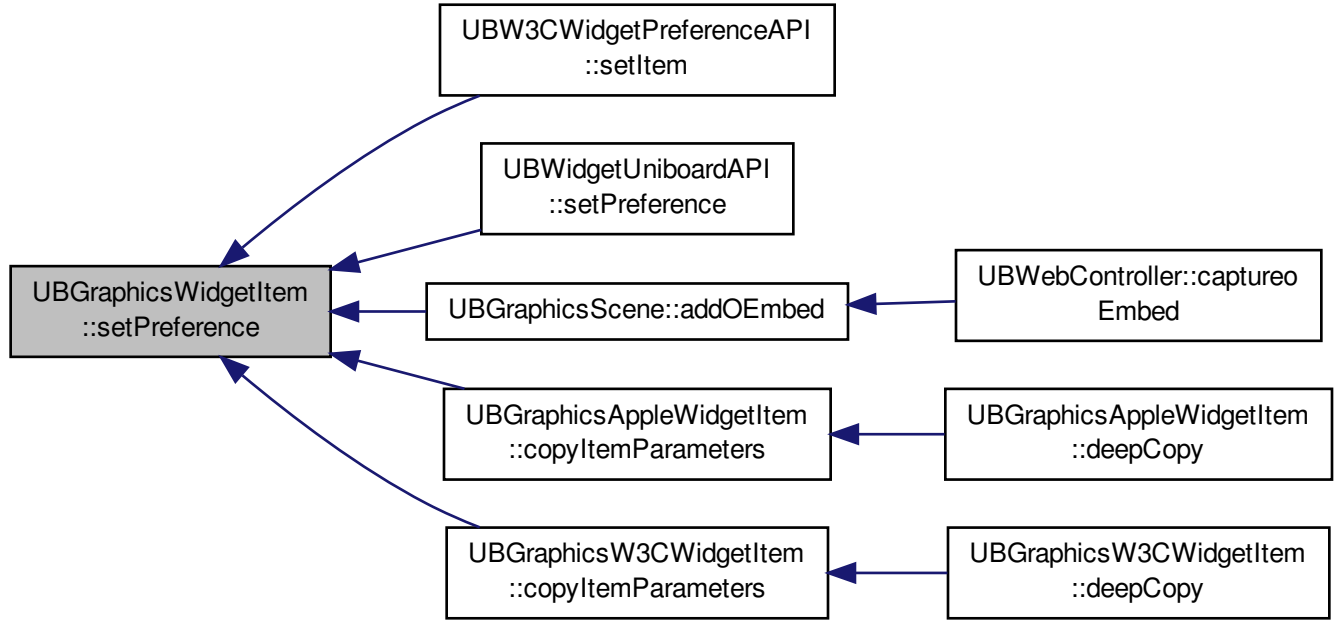 UBW3CWidgetPreferenceAPI
::setItem
UBWidgetUniboardAPI
::setPreference
UBGraphicsWidgetItem
::setPreference
UBGraphicsScene::addOEmbed
UBWebController::captureo
Embed
UBGraphicsAppleWidgetItem
::copyItemParameters
UBGraphicsAppleWidgetItem
::deepCopy
UBGraphicsW3CWidgetItem
::copyItemParameters
UBGraphicsW3CWidgetItem
::deepCopy